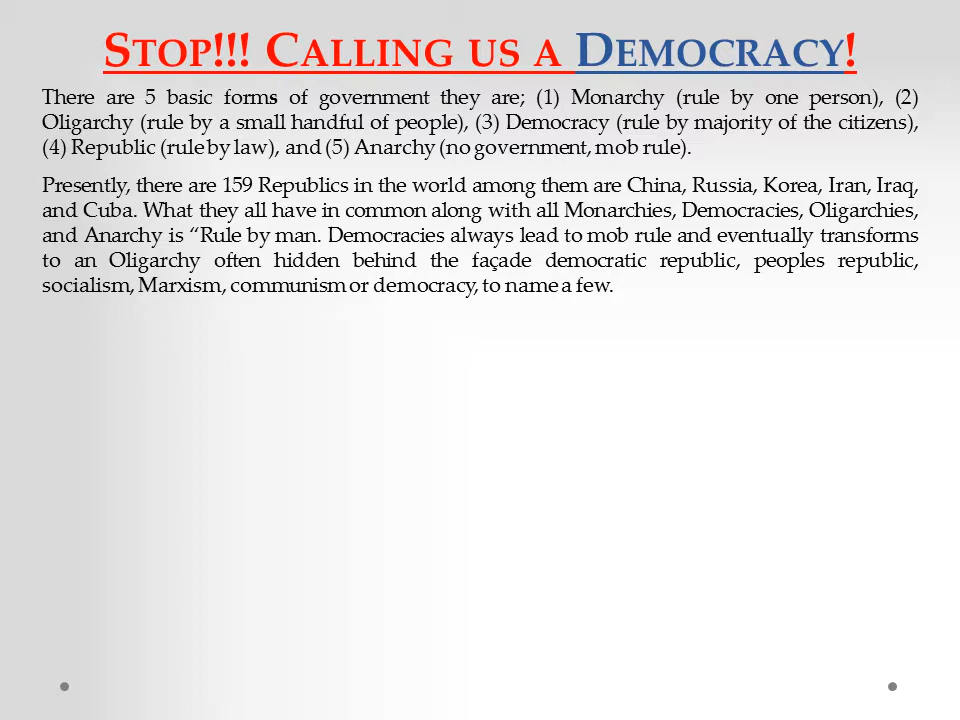 STOP!!! CALLING US A DEMOCRACY!
There are 5 basic forms of government they are; (1) Monarchy (rule by one person), (2)
Oligarchy (rule by a small handful of people), (3) Democracy (rule by majority of the citizens),
(4) Republic (rule by law), and (5) Anarchy (no government, mob rule).
Presently, there are 159 Republics in the world among them are China, Russia, Korea, Iran, Iraq,
and Cuba. What they all have in common along with all Monarchies, Democracies, Oligarchies,
and Anarchy is “Rule by man. Democracies always lead to mob rule and eventually transforms
to an Oligarchy often hidden behind the façade democratic republic, peoples republic,
socialism, Marxism, communism or democracy, to name a few.